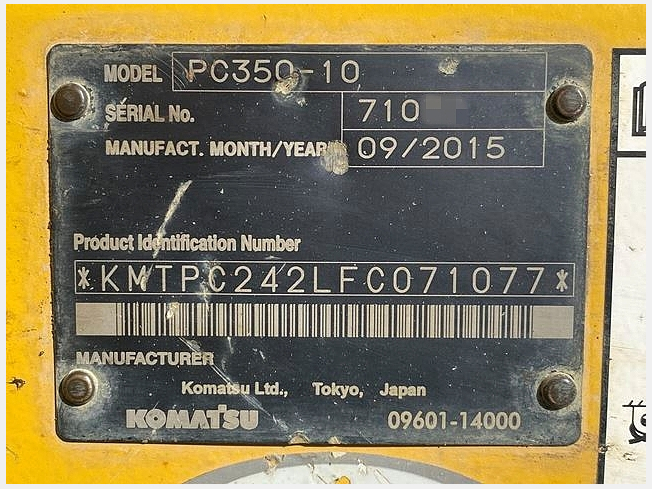 MODEL PC350-10
SERIAL No. 710
MANUFACT. MONTH/YEAR 09/2015
Product Identification Number
*KMTPC242LFC071077*
MANUFACTURER
Komatsu Ltd., Tokyo, Japan
KOMATSU 09601-14000